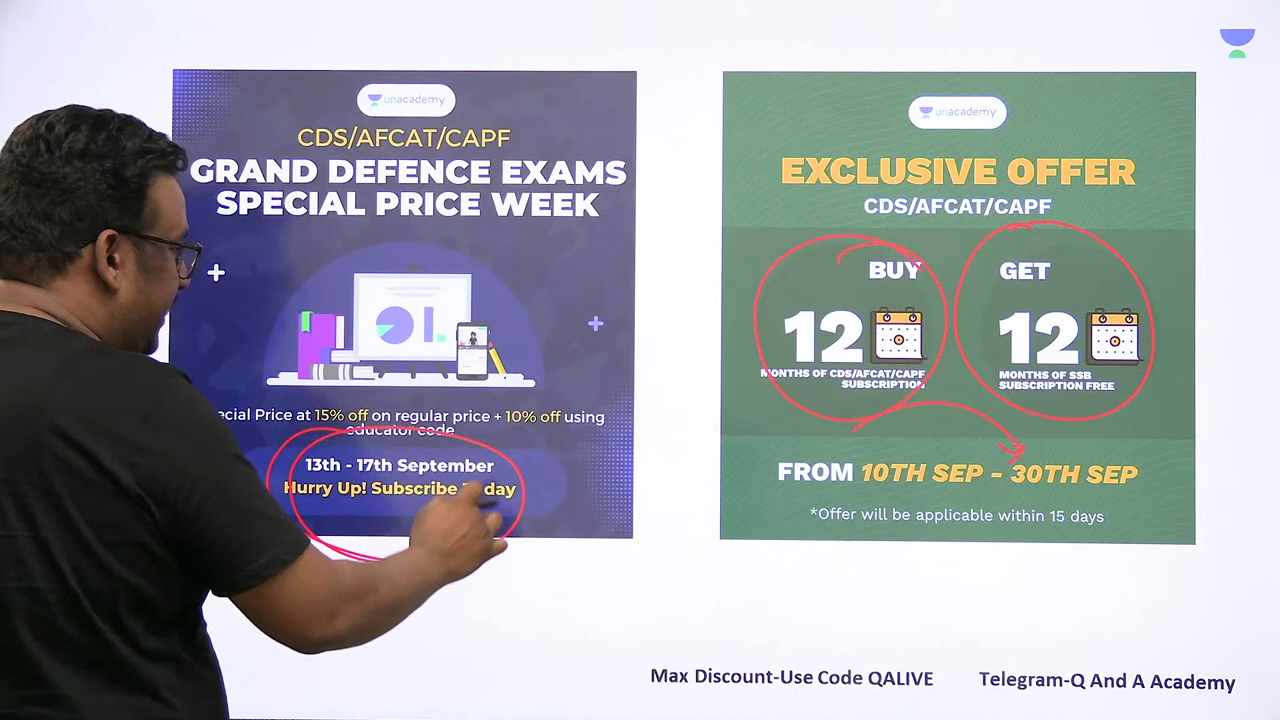 unacademy
CDS/AFCAT/CAPF
GRAND DEFENCE EXAMS
SPECIAL PRICE WEEK
Price at 15% off on regular price + 10% off using
educator code
13th - 17th September
Hurry Up! Subscribe
unacademy
EXCLUSIVE OFFER
CDS/AFCAT/CAPF
BUY
12
MONTHS OF CDS/AFCAT/CAPF
SUBSCRIPTION
GET
12
MONTHS OF SSB
SUBSCRIPTION FREE
FROM 10TH SEP - 30TH SEP
*Offer will be applicable within 15 days
Max Discount-Use Code QALIVE
Telegram-Q And A Academy